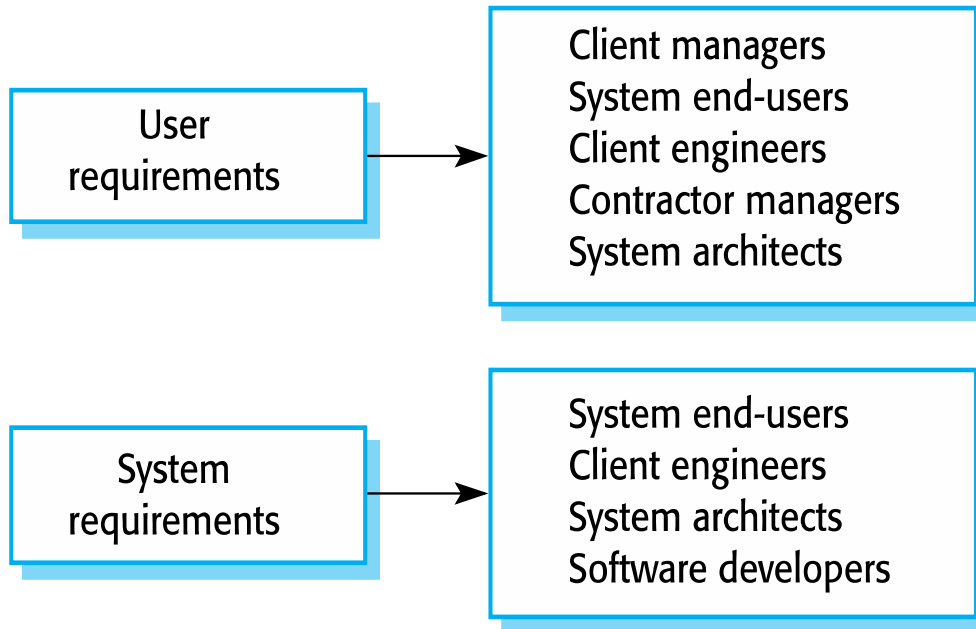 User
requirements
Client managers
System end-users
Client engineers
Contractor managers
System architects
System
requirements
System end-users
Client engineers
System architects
Software developers